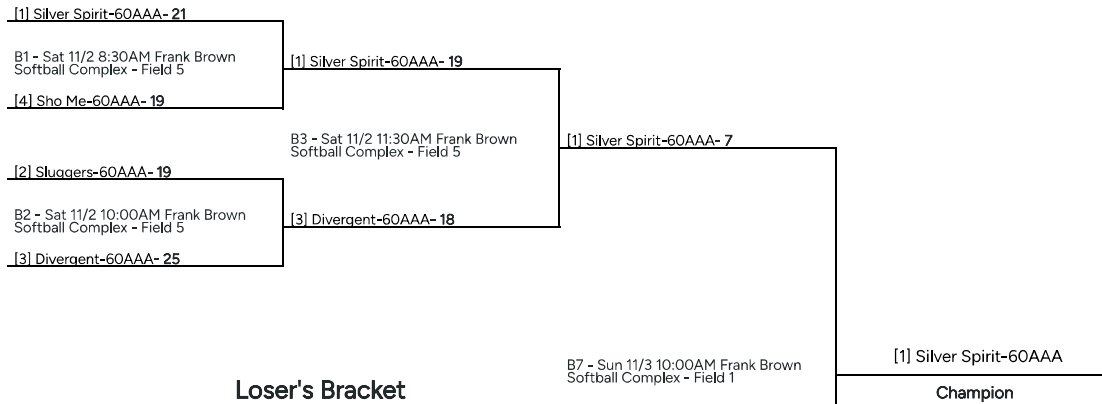 [1] Silver Spirit-60AAA- 21
B1 - Sat 11/2 8:30AM Frank Brown
Softball Complex - Field 5
[4] Sho Me-60AAA- 19
[1] Silver Spirit-60AAA- 19
B3 - Sat 11/2 11:30AM Frank Brown
Softball Complex - Field 5
[1] Silver Spirit-60AAA- 7
[2] Sluggers-60AAA- 19
B2 - Sat 11/2 10:00AM Frank Brown
Softball Complex - Field 5
[3] Divergent-60AAA- 25
[3] Divergent-60AAA- 18
B7 - Sun 11/3 10:00AM Frank Brown
Softball Complex - Field 1
[1] Silver Spirit-60AAA
Champion
Loser's Bracket